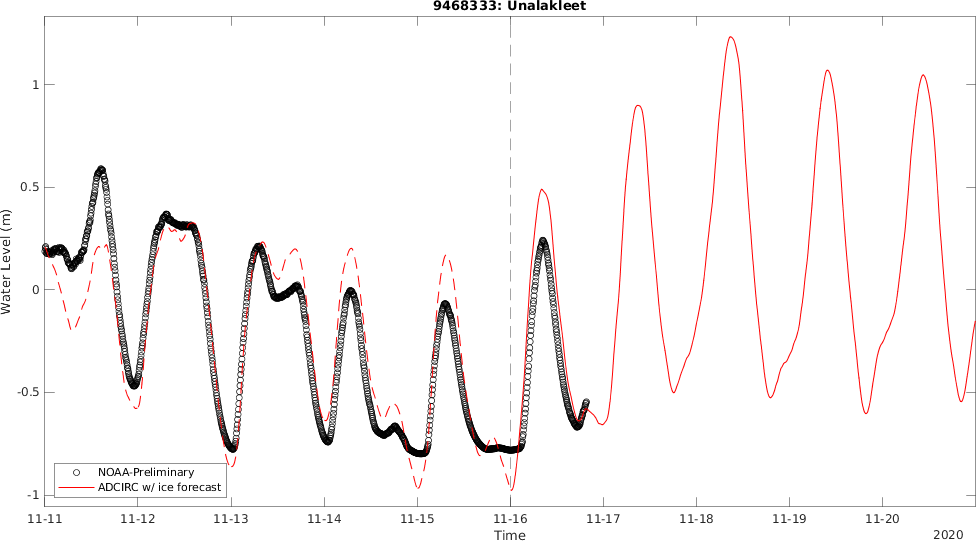 9468333: Unalakleet
Water Level (m)
1
0.5
0
-0.5
-1
NOAA-Preliminary
ADCIRC w/ ice forecast
11-11 11-12 11-13 11-14 11-15 11-16 11-17 11-18 11-19 11-20
Time
2020